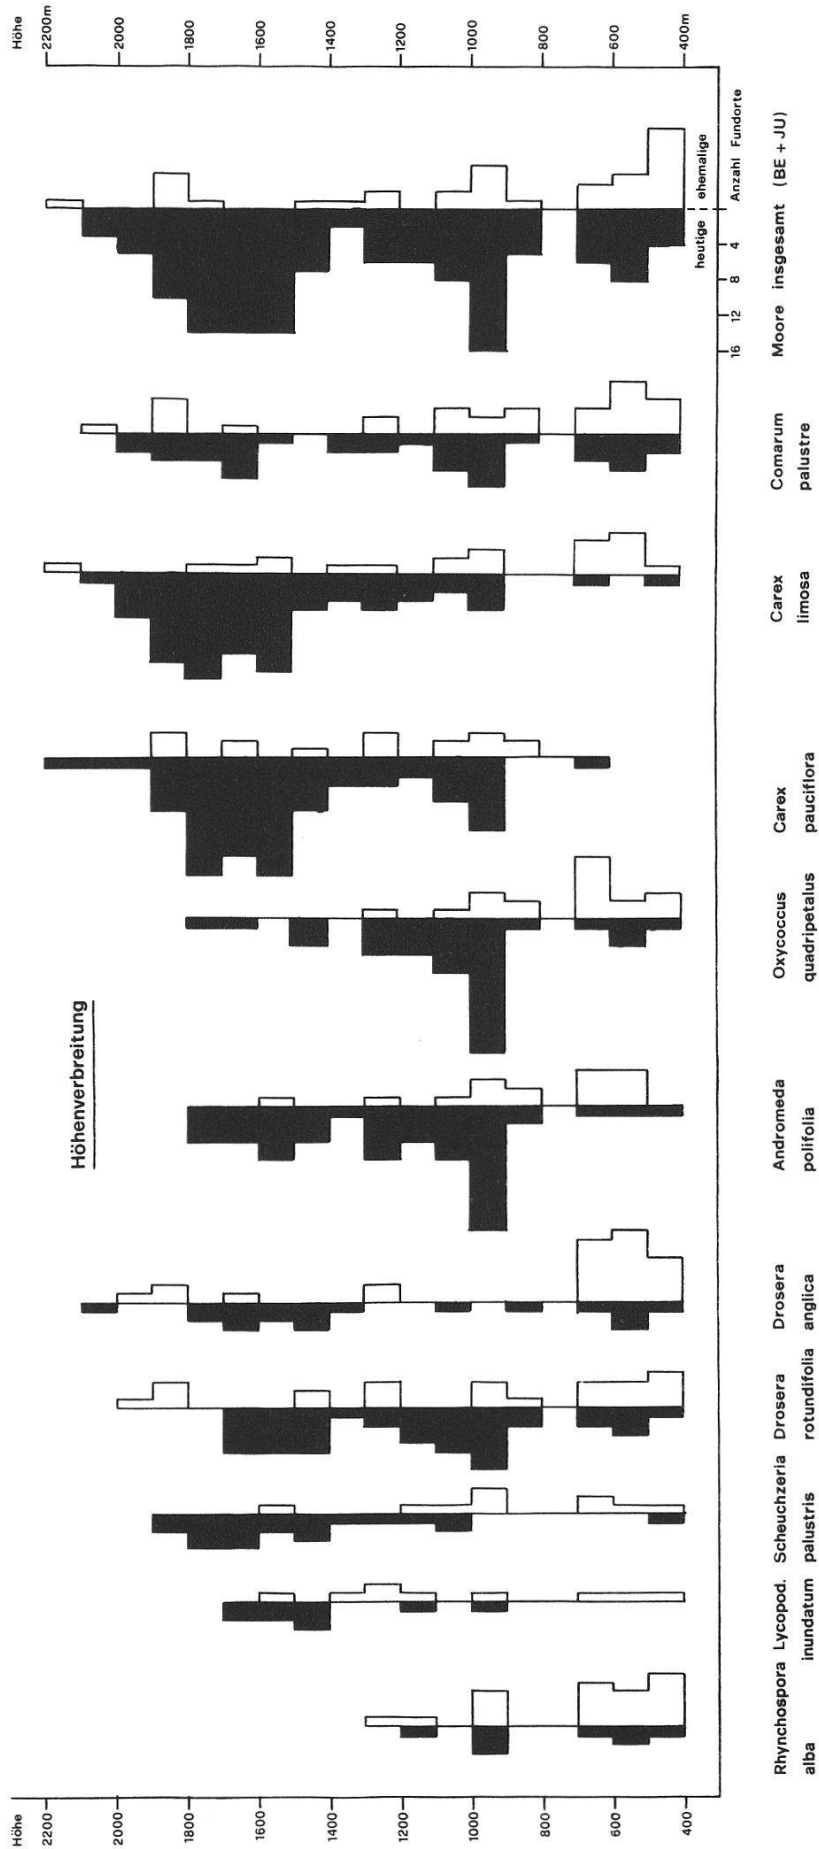 Höhe Höhe
2200 2200m
Höhenverbreitung
2000 2000
1800 1800
1600 1600
1400 1400
1200 1200
1000 1000
800 800
600 600
400 400m
heutige ehemalige
16 12 8 4 Anzahl Fundorte
Rhynchospora Lycopod. Scheuchzeria Drosera Drosera Andromeda Oxycoccus Carex Carex Comarum Moore insgesamt (BE + JU)
alba inundatum palustris rotundifolia anglica polifolia quadripetalus pauciflora limosa palustre